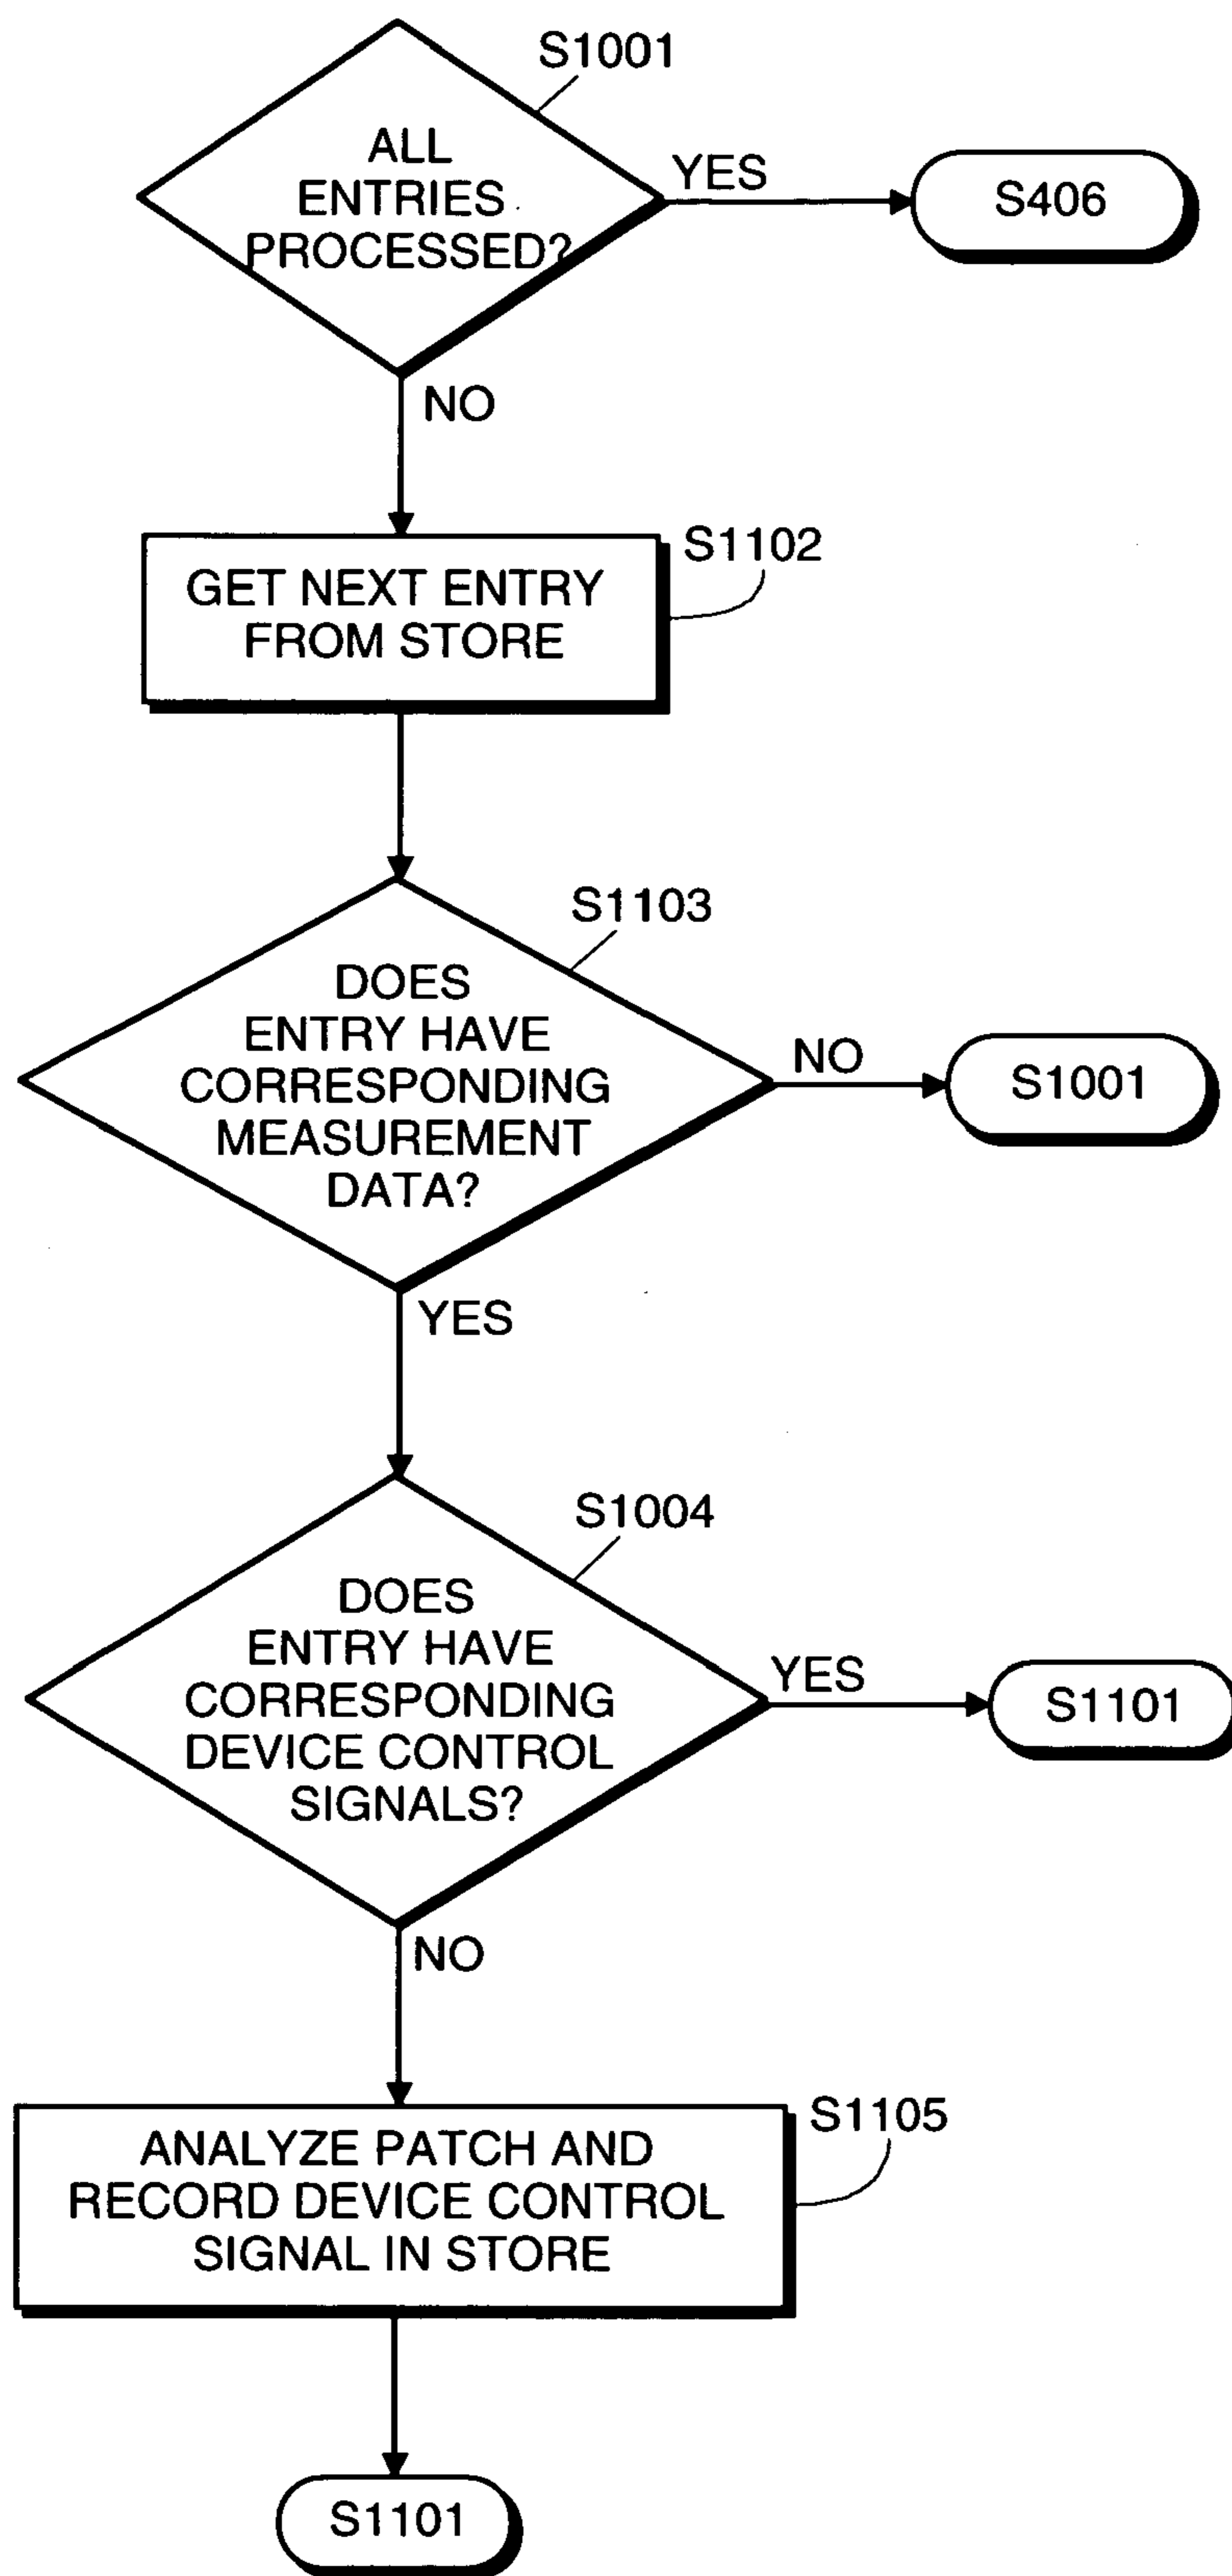 S1001
ALL
ENTRIES
PROCESSED?
YES
S406
NO
S1102
GET NEXT ENTRY
FROM STORE
S1103
DOES
ENTRY HAVE
CORRESPONDING
MEASUREMENT
DATA?
NO
S1001
YES
S1004
DOES
ENTRY HAVE
CORRESPONDING
DEVICE CONTROL
SIGNALS?
YES
S1101
NO
S1105
ANALYZE PATCH AND
RECORD DEVICE CONTROL
SIGNAL IN STORE
S1101